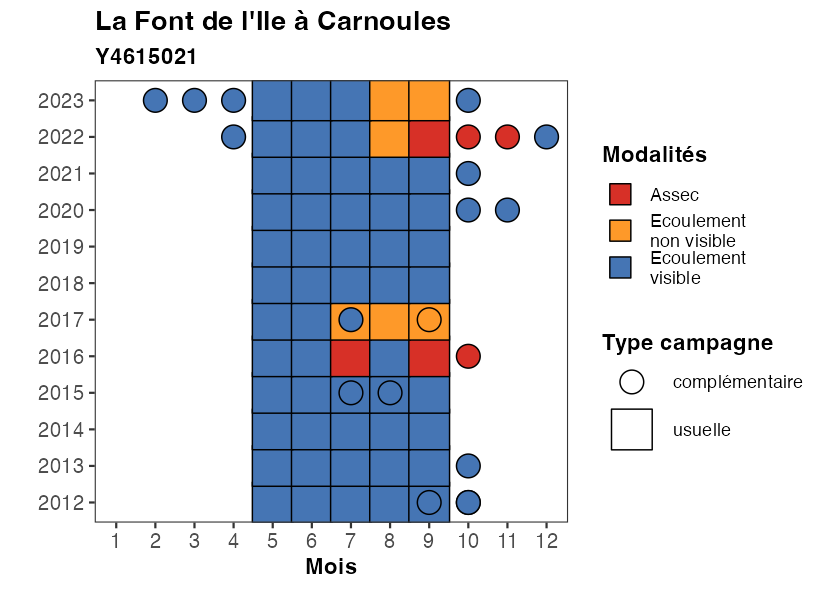 La Font de l'Ile à Carnoules
Y4615021
2023
2022
2021
2020
2019
2018
2017
2016
2015
2014
2013
2012
1 2 3 4 5 6 7 8 9 10 11 12
Mois
Modalités
Assec
Ecoulement
non visible
Ecoulement
visible
Type campagne
complémentaire
usuelle